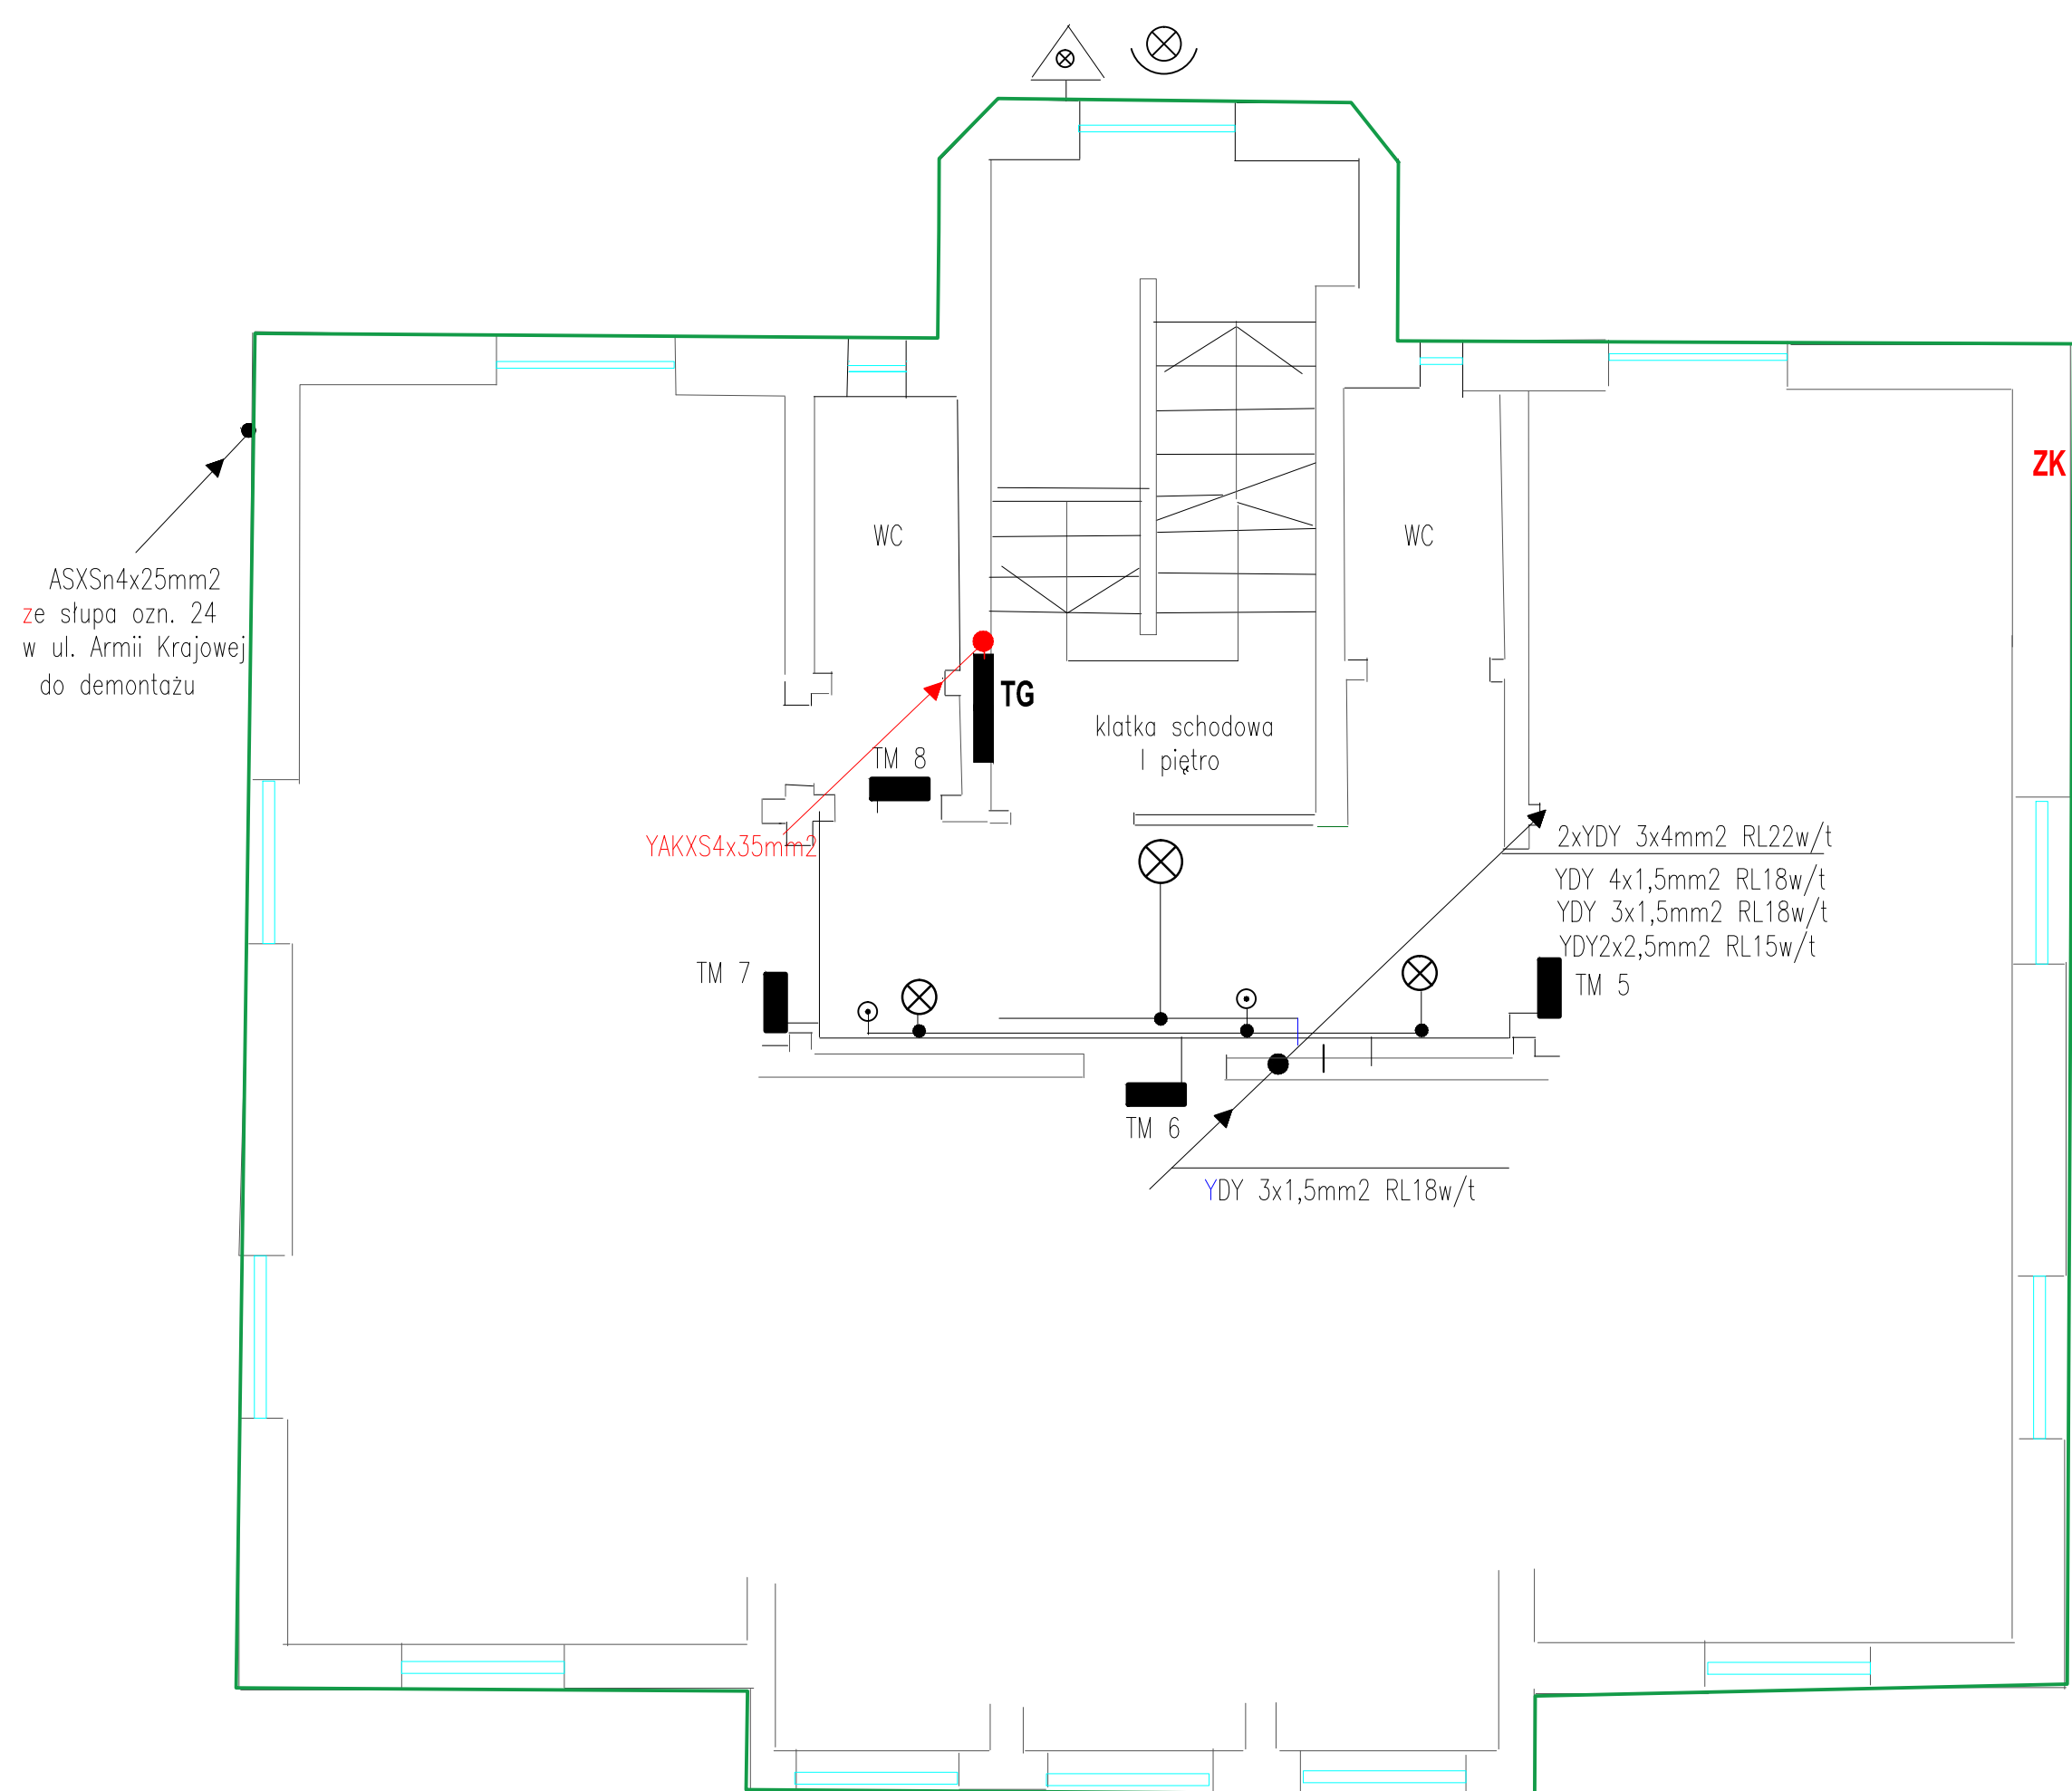 ZK
WC
WC
ASXSn4x25mm2
ze słupa ozn. 24
w ul. Armii Krajowej
do demontażu
TG
klatka schodowa
I piętro
TM 8
YAKXS4x35mm2
2xYDY 3x4mm2 RL22w/t
YDY 4x1,5mm2 RL18w/t
YDY 3x1,5mm2 RL18w/t
YDY2x2,5mm2 RL15w/t
TM 7
TM 5
TM 6
YDY 3x1,5mm2 RL18w/t